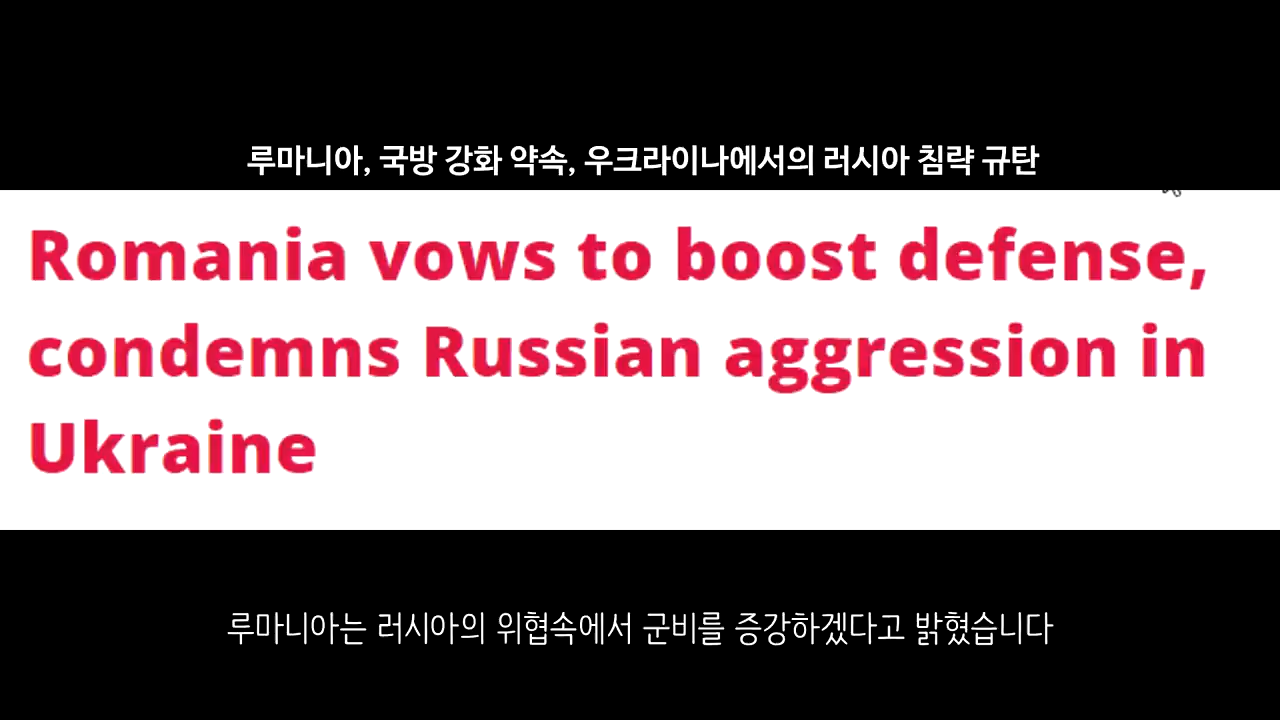 루마니아, 국방 강화 약속, 우크라이나에서의 러시아 침략 규탄
Romania vows to boost defense,
condemns Russian aggression in
Ukraine
루마니아는 러시아의 위협속에서 군비를 증강하겠다고 밝혔습니다